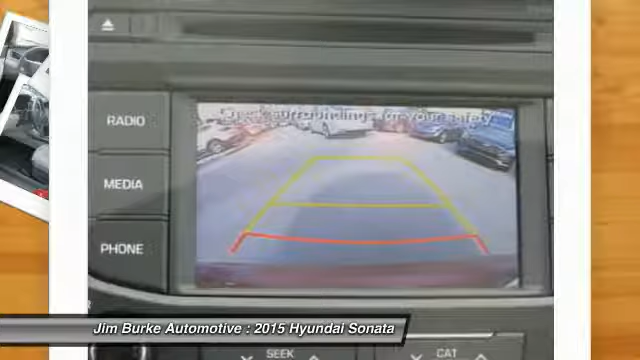 Check surroundings for your safety
RADIO
MEDIA
PHONE
Jim Burke Automotive : 2015 Hyundai Sonata
SEEK
CAT